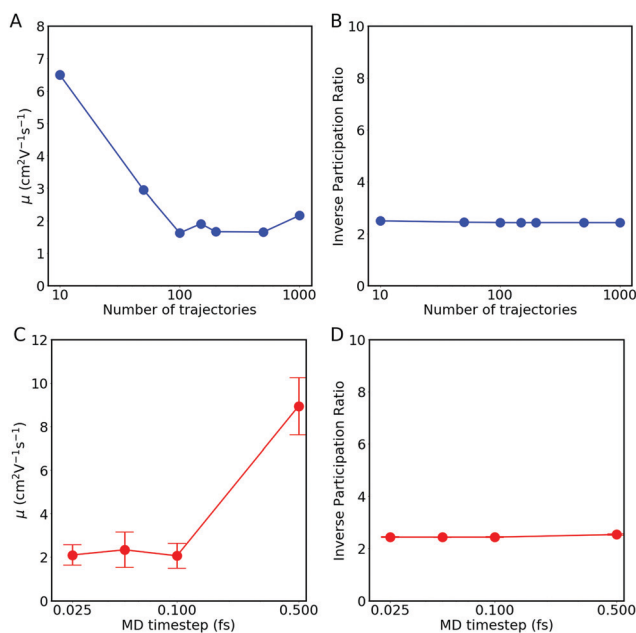 A
8
7
6
5
4
3
2
1
0
μ (cm²V⁻¹s⁻¹)
10 100 1000
Number of trajectories
B
10
8
6
4
2
0
Inverse Participation Ratio
10 100 1000
Number of trajectories
C
12
10
8
6
4
2
0
μ (cm²V⁻¹s⁻¹)
0.025 0.100 0.500
MD timestep (fs)
D
10
8
6
4
2
0
Inverse Participation Ratio
0.025 0.100 0.500
MD timestep (fs)